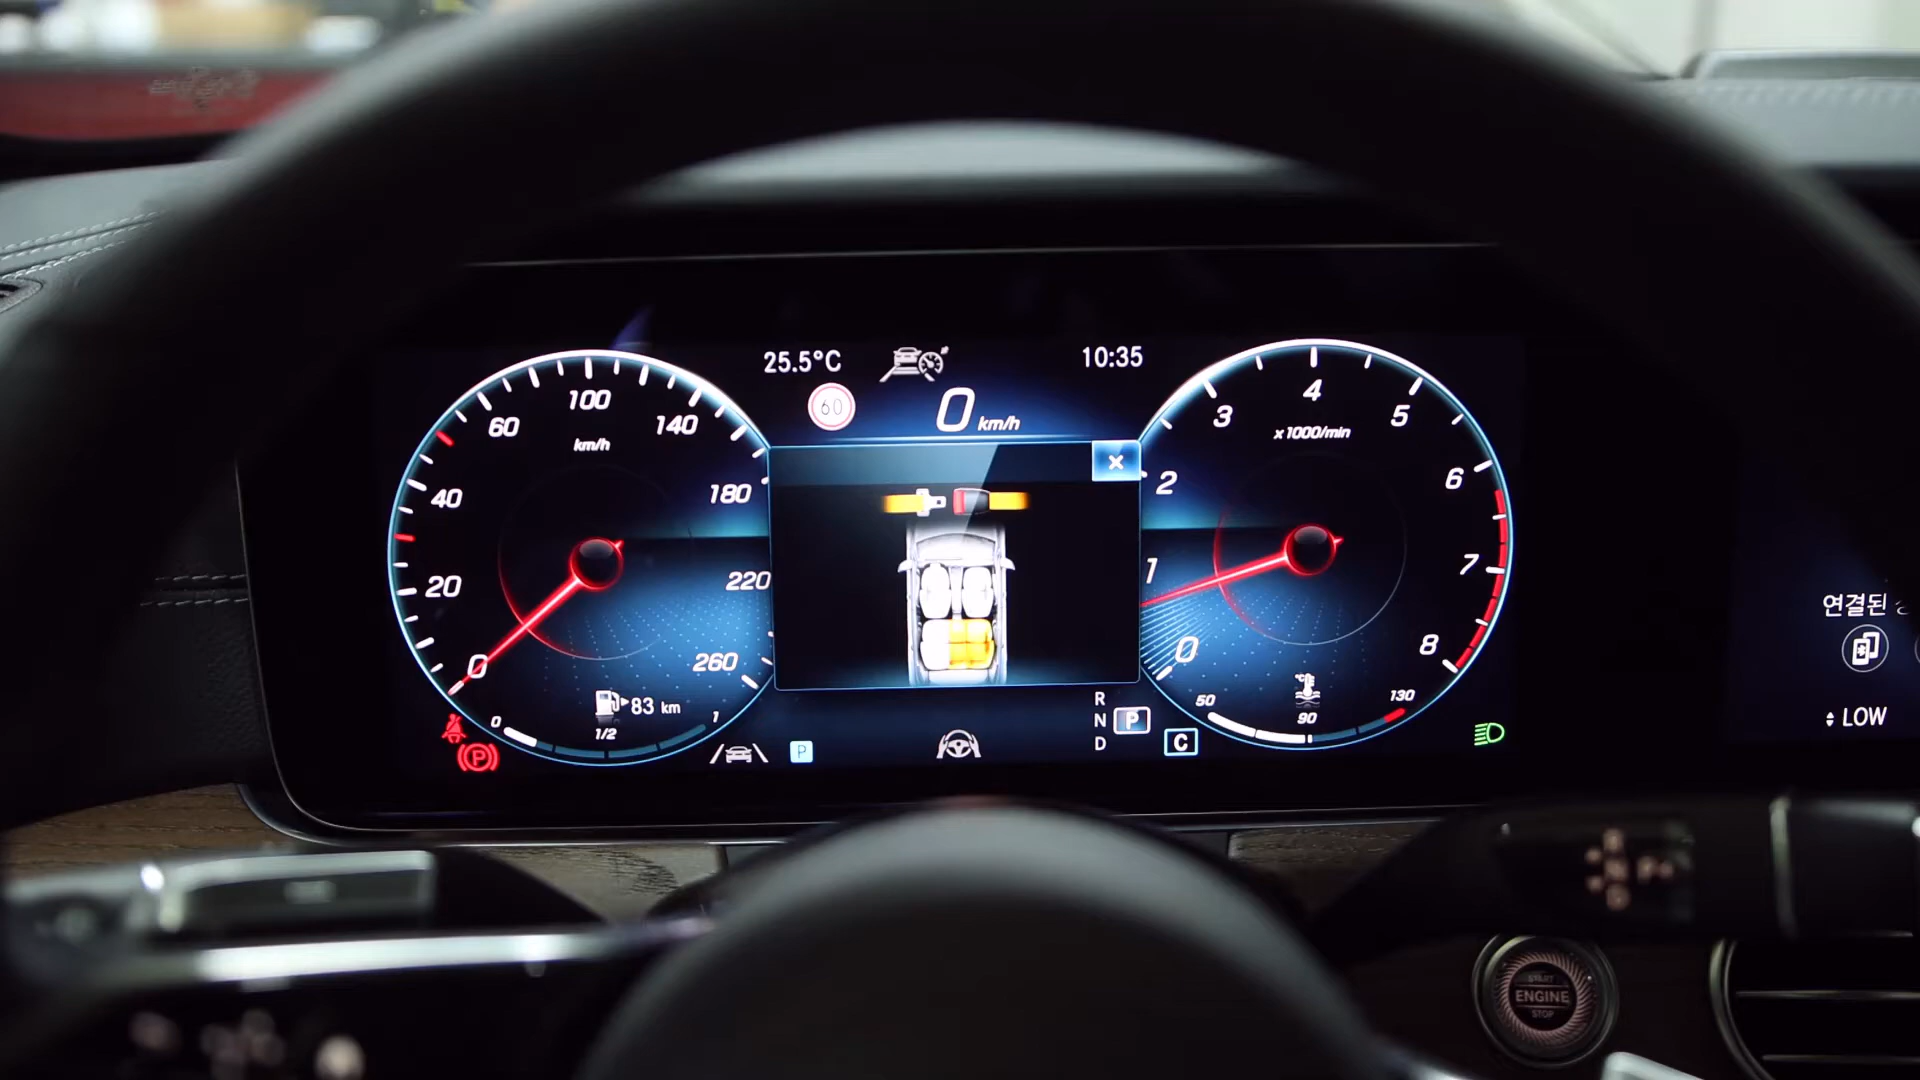 25.5°C
10:35
60
0 km/h
20
40
60
100
140
180
220
260
0
km/h
83 km
0
1/2
1
P
P
R
N
D
P
C
0
1
2
3
4
5
6
7
8
x1000/min
°C
50
90
130
연결된
LOW
START
ENGINE
STOP
R
N
D
P